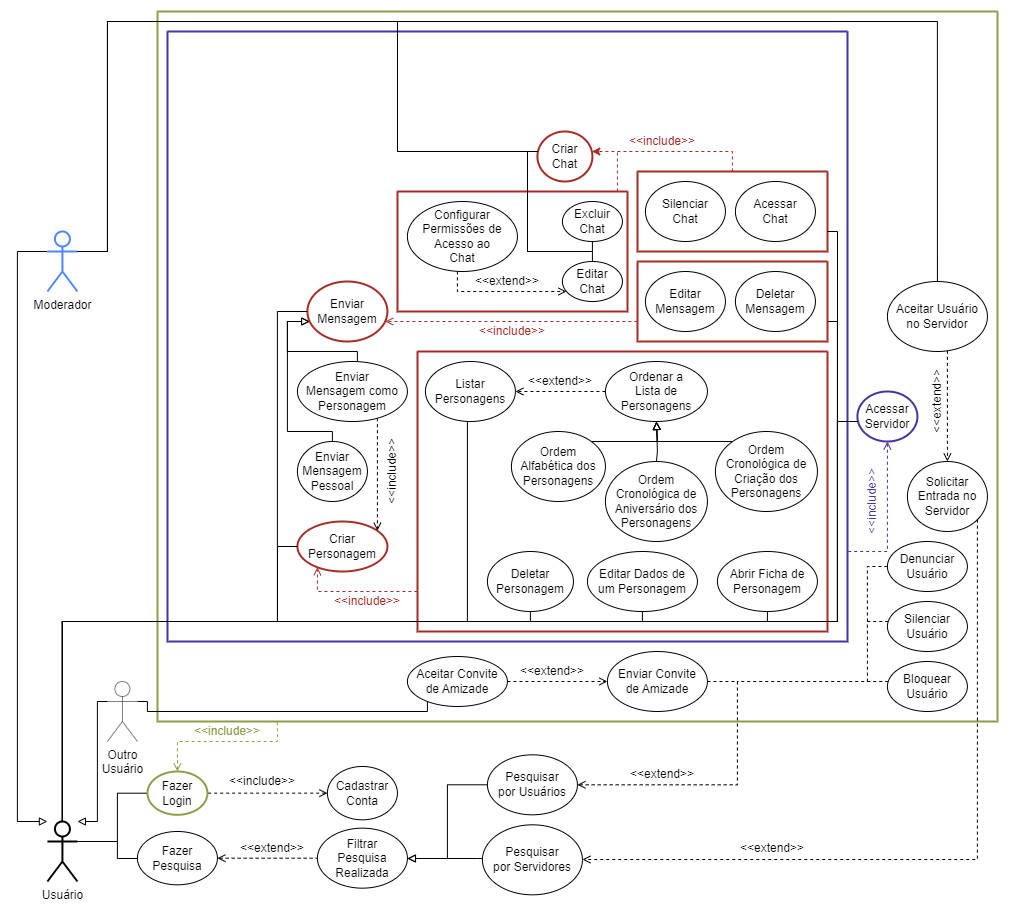 Criar
Chat
<<include>>
Silenciar
Chat
Acessar
Chat
Configurar
Permissões de
Acesso ao
Chat
Excluir
Chat
<<extend>>
Editar
Chat
Moderador
Enviar
Mensagem
Editar
Mensagem
Deletar
Mensagem
<<include>>
Aceitar Usuário
no Servidor
Enviar
Mensagem como
Personagem
Listar
Personagens
<<extend>>
Ordenar a
Lista de
Personagens
<<extend>>
Acessar
Servidor
Enviar
Mensagem
Pessoal
<<include>>
Ordem
Alfabética dos
Personagens
Ordem
Cronológica de
Aniversário dos
Personagens
Ordem
Cronológica de
Criação dos
Personagens
<<include>>
Solicitar
Entrada no
Servidor
Criar
Personagem
<<include>>
Deletar
Personagem
Editar Dados de
um Personagem
Abrir Ficha de
Personagem
Denunciar
Usuário
Silenciar
Usuário
Bloquear
Usuário
Aceitar Convite
de Amizade
<<extend>>
Enviar Convite
de Amizade
Outro
Usuário
<<include>>
Fazer
Login
<<include>>
Cadastrar
Conta
Pesquisar
por Usuários
<<extend>>
Fazer
Pesquisa
<<extend>>
Filtrar
Pesquisa
Realizada
Pesquisar
por Servidores
<<extend>>
Usuário